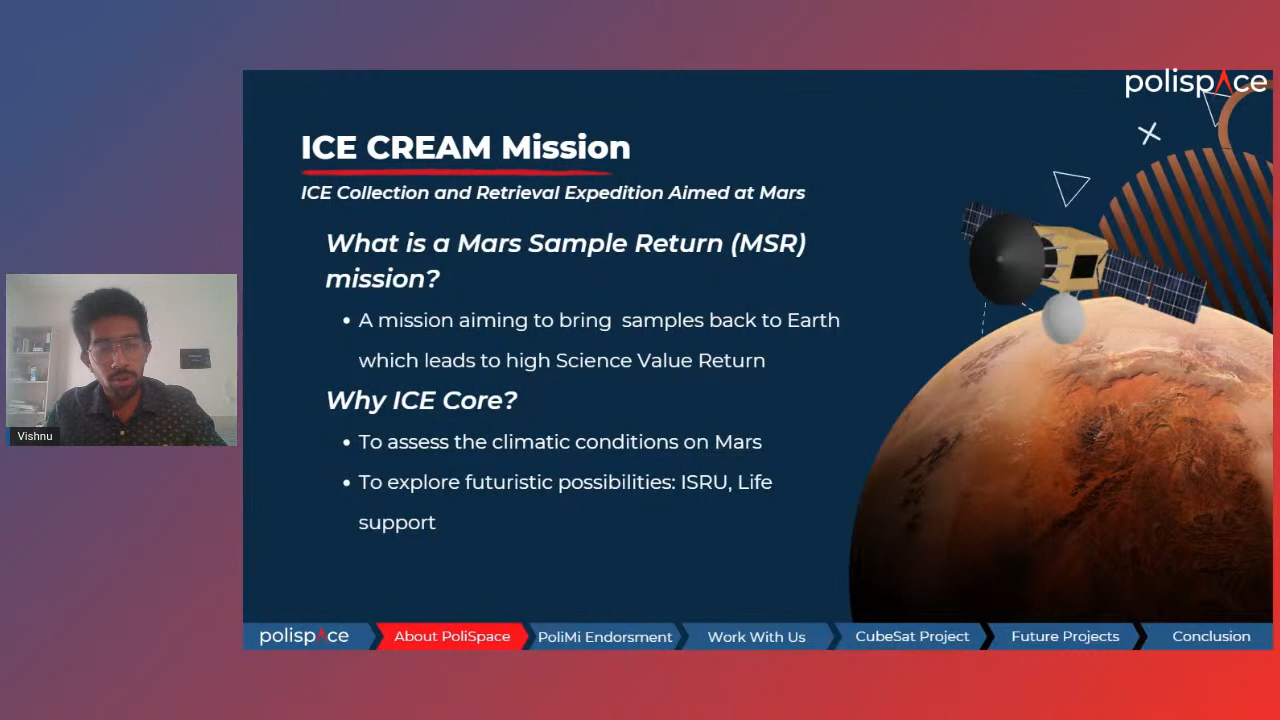 polispace
ICE CREAM Mission
ICE Collection and Retrieval Expedition Aimed at Mars
What is a Mars Sample Return (MSR)
mission?
• A mission aiming to bring samples back to Earth
which leads to high Science Value Return
Why ICE Core?
• To assess the climatic conditions on Mars
• To explore futuristic possibilities: ISRU, Life
support
Vishnu
polispace About PoliSpace PoliMi Endorsment Work With Us CubeSat Project Future Projects Conclusion